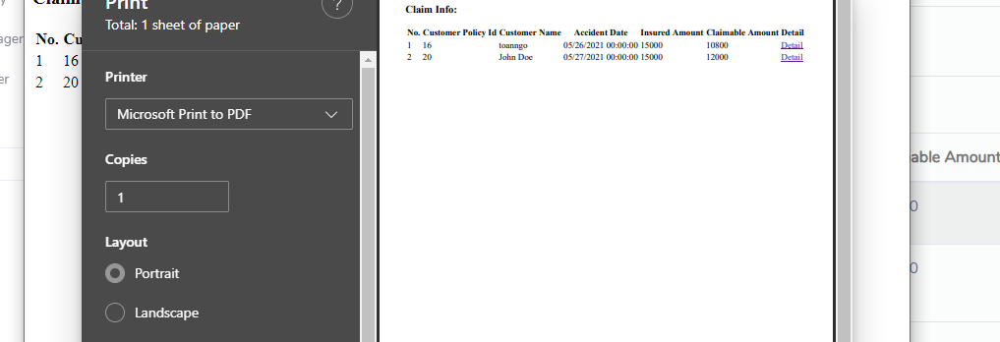 Print
Total: 1 sheet of paper
?
Printer
Microsoft Print to PDF
Copies
1
Layout
Portrait
Landscape
Claim Info:
No. Customer Policy Id Customer Name Accident Date Insured Amount Claimable Amount Detail
1 16 toanngo 05/26/2021 00:00:00 15000 10800 Detail
2 20 John Doe 05/27/2021 00:00:00 15000 12000 Detail
No. Cu
1 16
2 20
able Amount
0
0